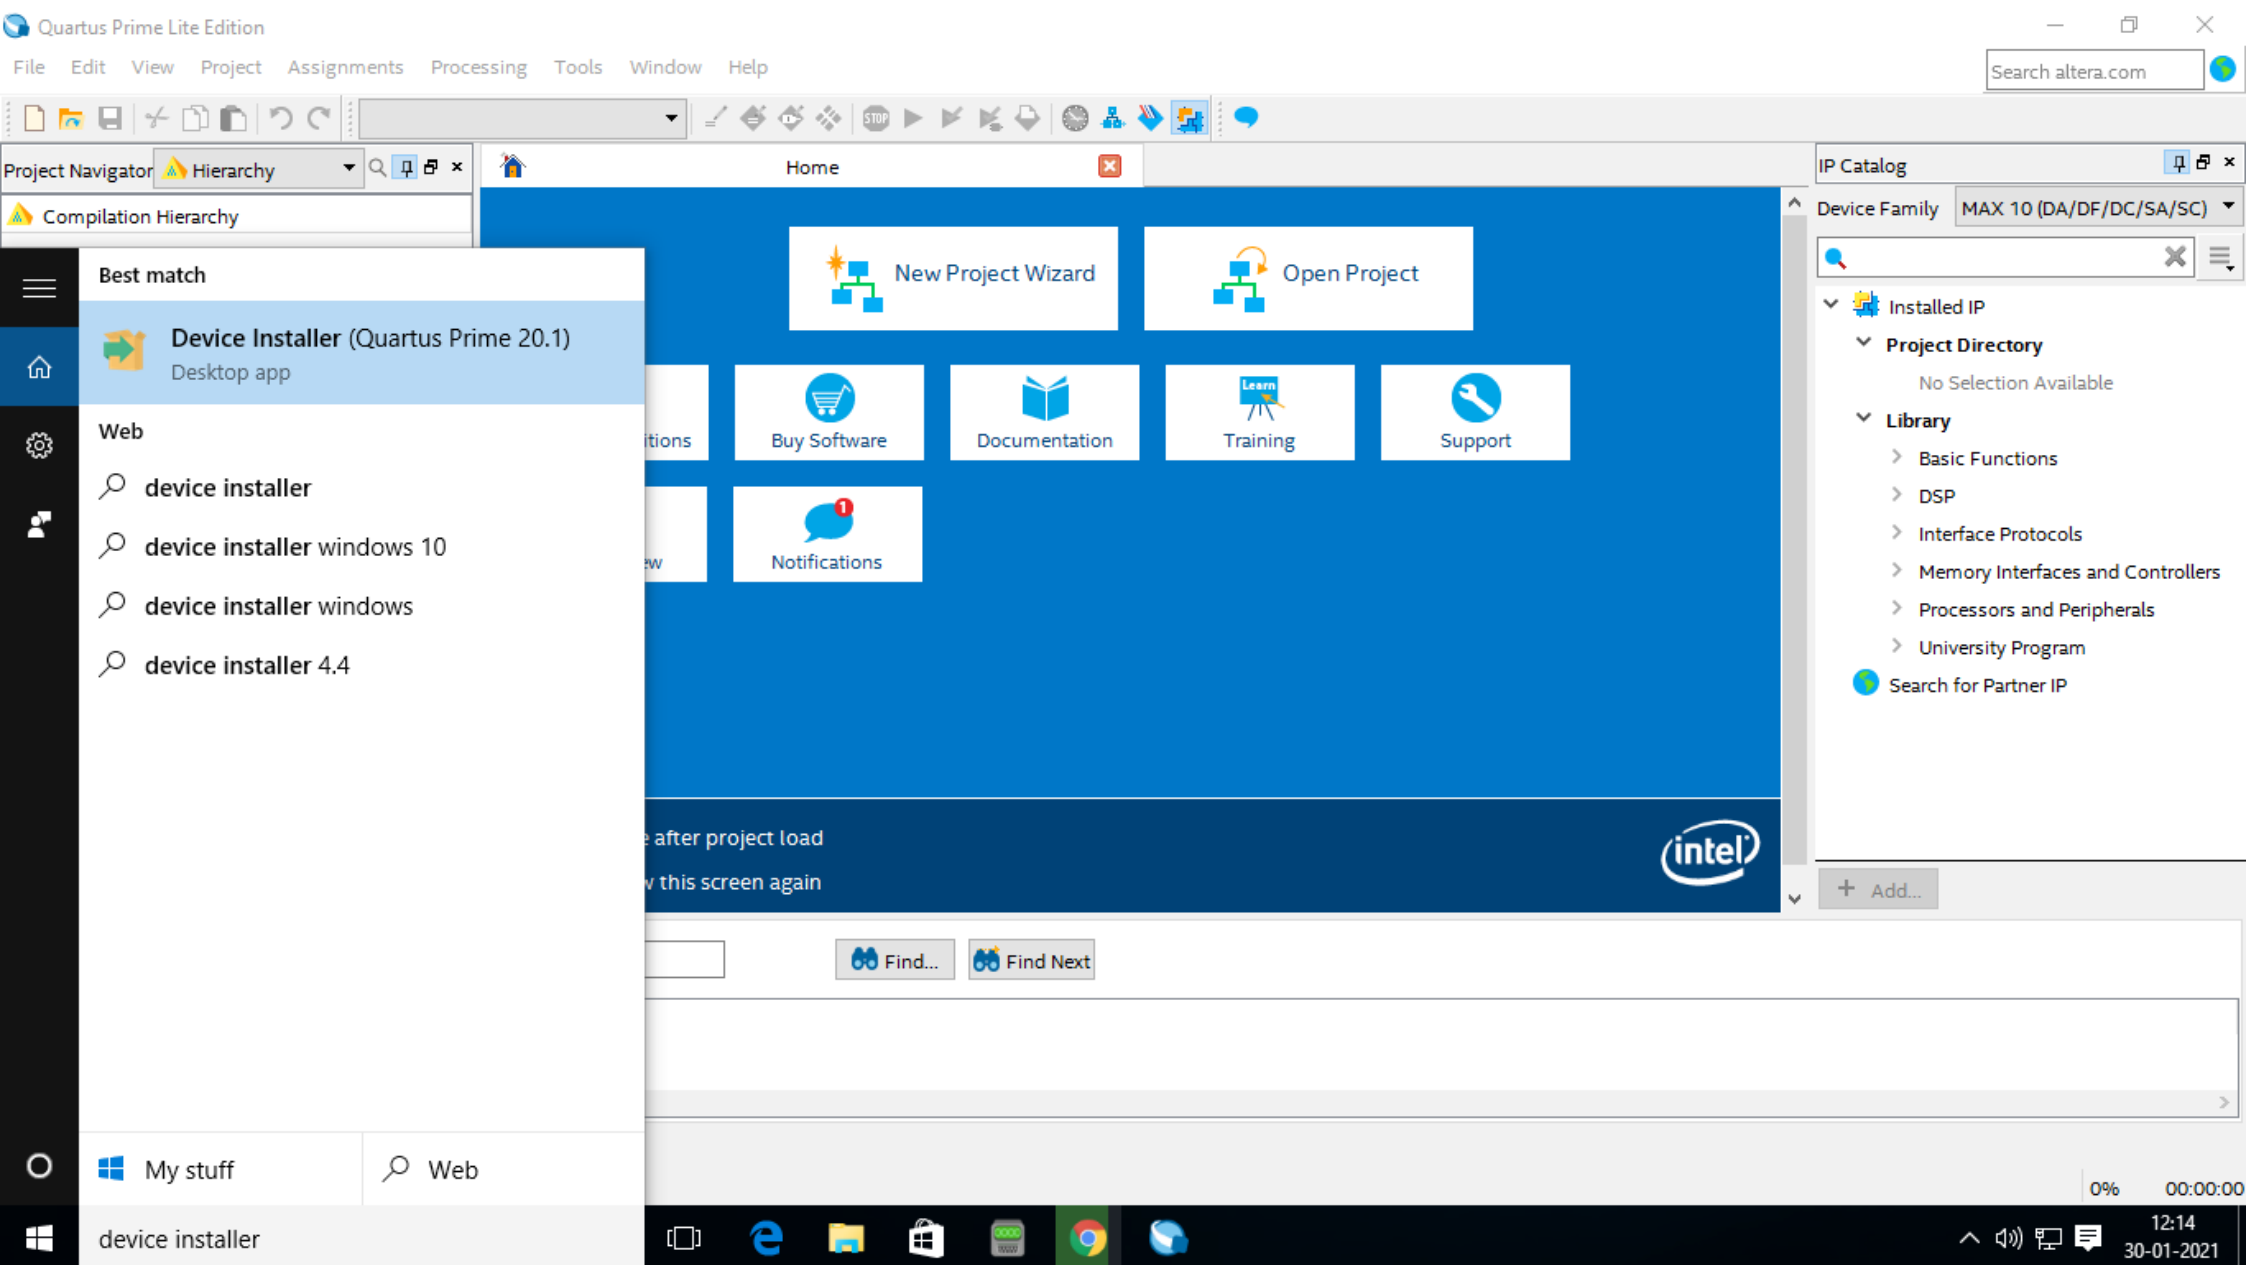 Quartus Prime Lite Edition
File Edit View Project Assignments Processing Tools Window Help
Search altera.com
STOP
Project Navigator Hierarchy
Compilation Hierarchy
Home
IP Catalog
Device Family MAX 10 (DA/DF/DC/SA/SC)
Installed IP
Project Directory
No Selection Available
Library
Basic Functions
DSP
Interface Protocols
Memory Interfaces and Controllers
Processors and Peripherals
University Program
Search for Partner IP
+ Add...
New Project Wizard
Open Project
itions
Buy Software
Documentation
Learn
Training
Support
ew
1
Notifications
e after project load
w this screen again
intel
Find...
Find Next
Best match
Device Installer (Quartus Prime 20.1)
Desktop app
Web
device installer
device installer windows 10
device installer windows
device installer 4.4
My stuff
Web
device installer
0% 00:00:00
12:14
30-01-2021